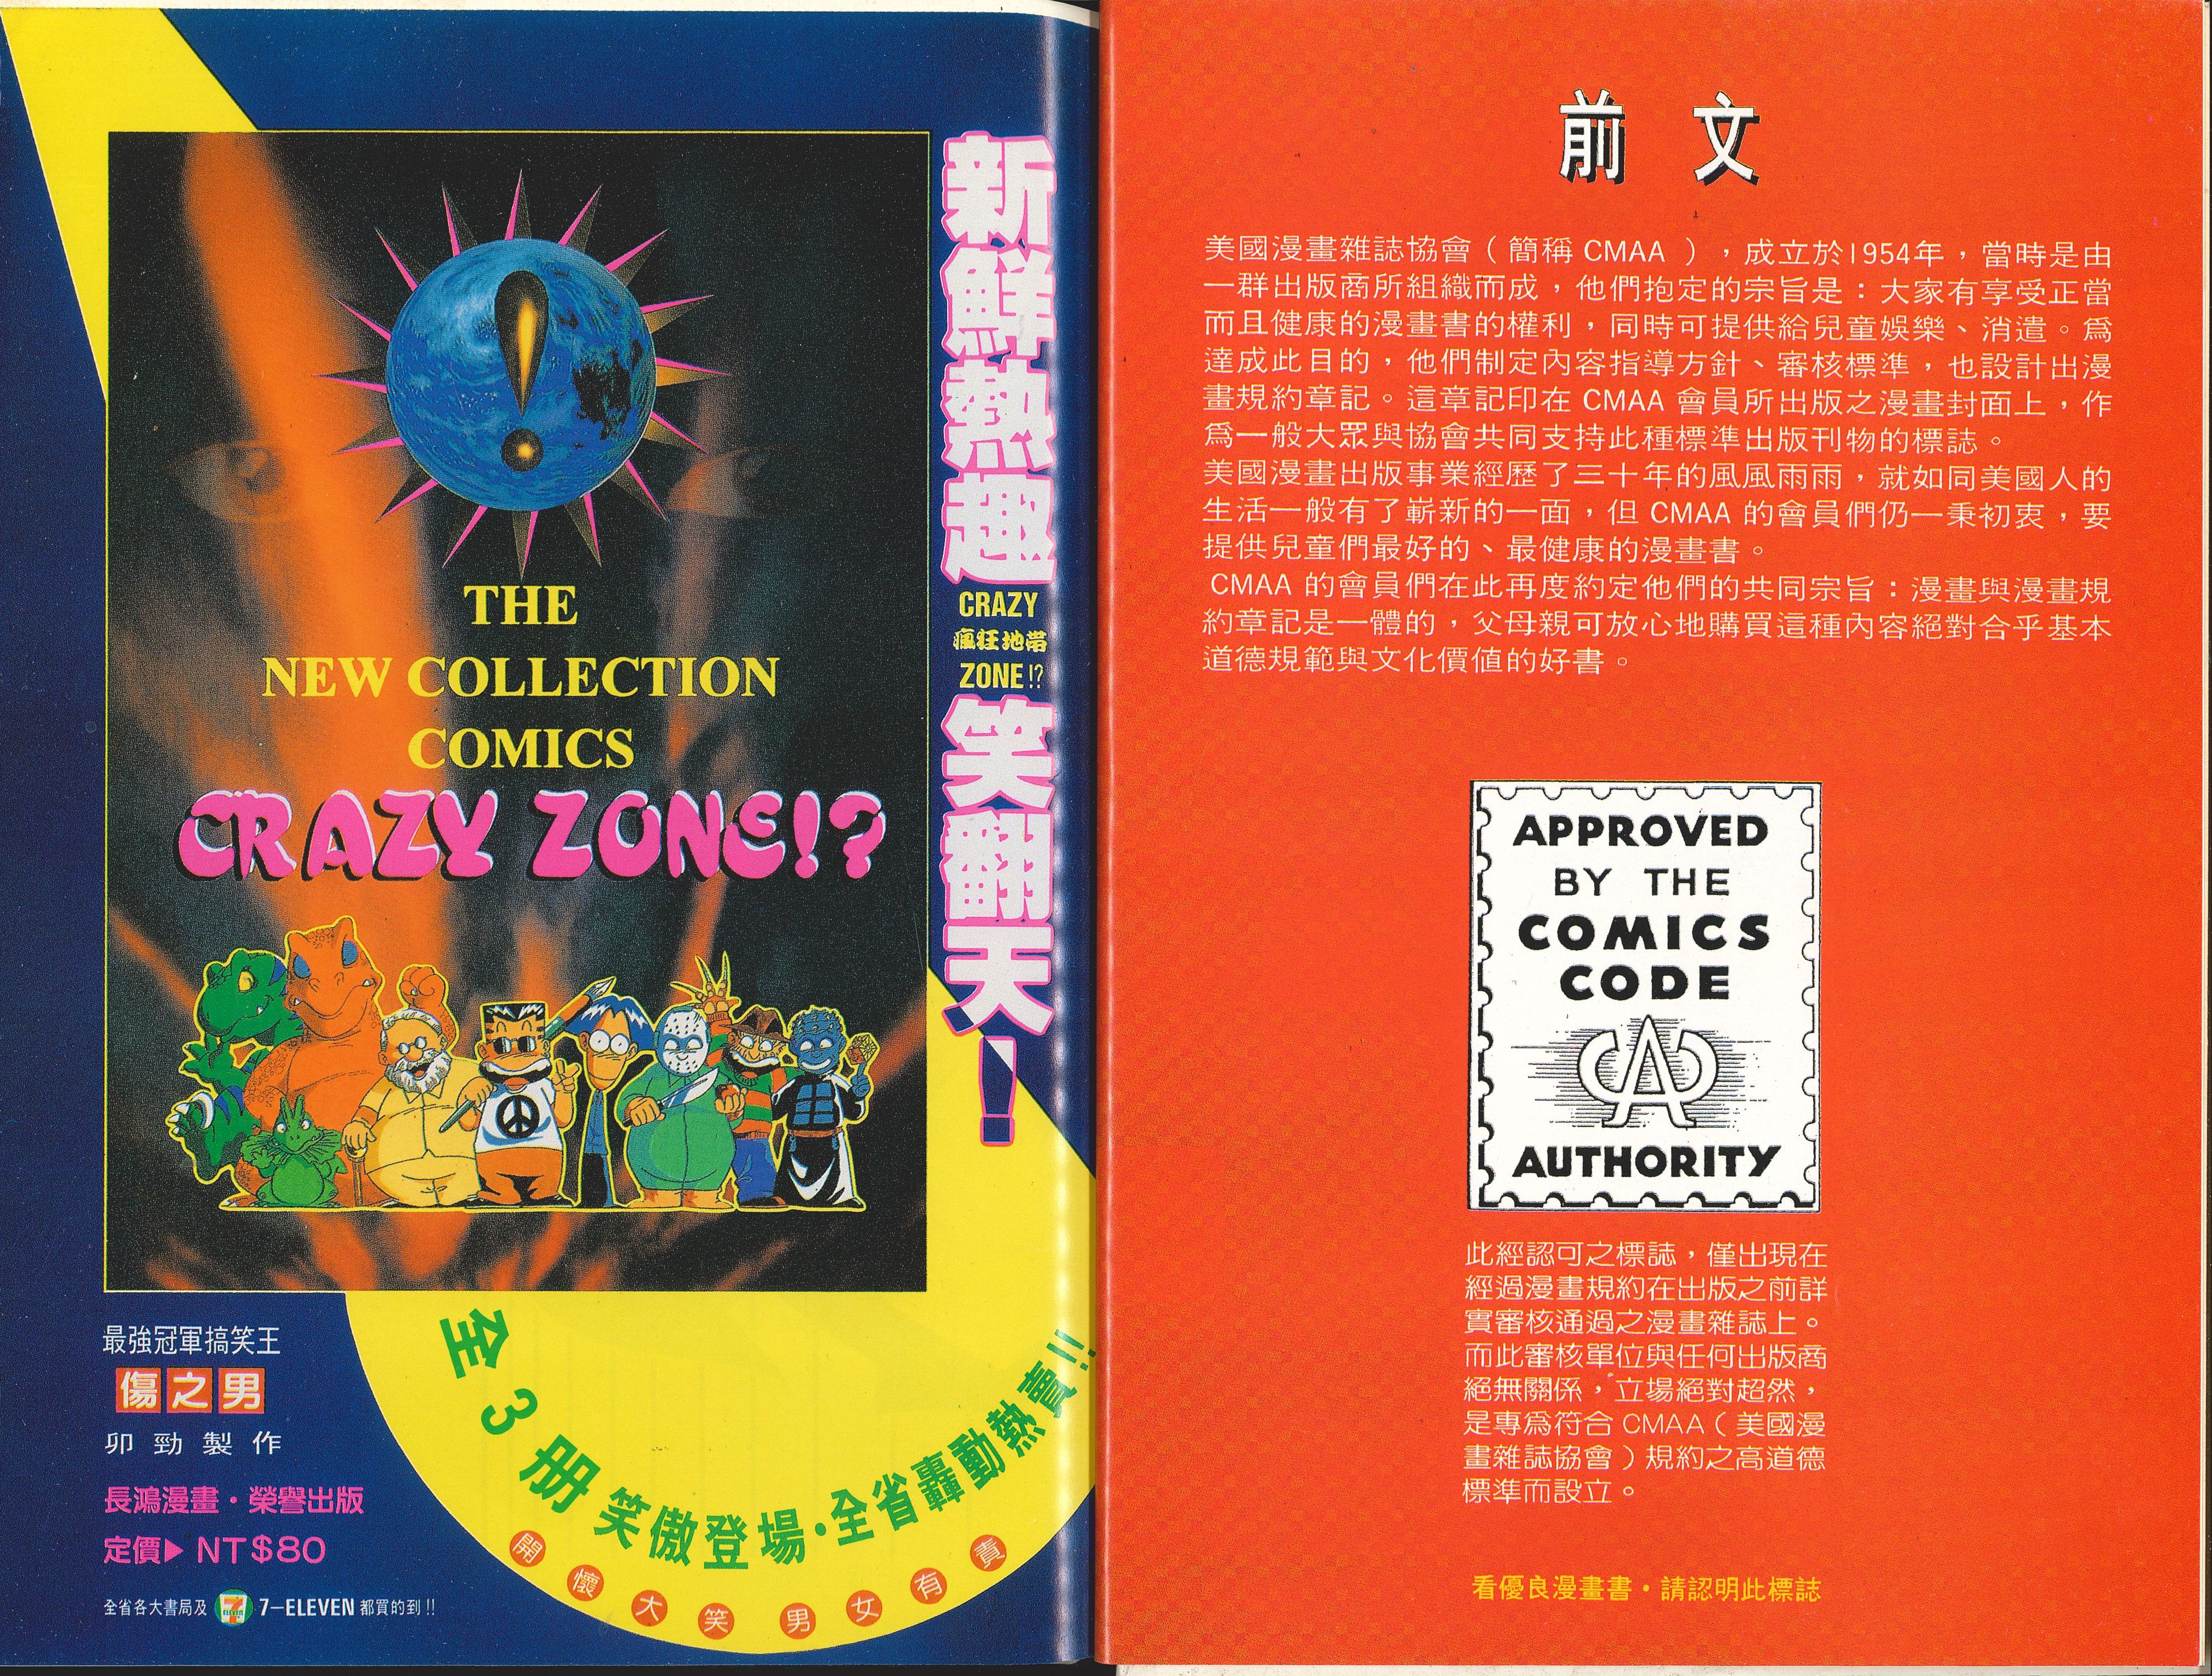 新鮮熱趣
CRAZY
瘋狂地帶
ZONE!?
笑翻天!
THE
NEW COLLECTION
COMICS
CRAZY ZONE!?
最強冠軍搞笑王
傷之男
卯勁製作
長鴻漫畫・榮譽出版
定價▶ NT$80
全省各大書局及 7-ELEVEN 都買的到!!
全3册笑傲登場・全省轟動熱賣!!
開懷大笑男女有責
前文
美國漫畫雜誌協會(簡稱 CMAA ),成立於1954年,當時是由
一群出版商所組織而成,他們抱定的宗旨是:大家有享受正當
而且健康的漫畫書的權利,同時可提供給兒童娛樂、消遣。爲
達成此目的,他們制定內容指導方針、審核標準,也設計出漫
畫規約章記。這章記印在 CMAA 會員所出版之漫畫封面上,作
爲一般大眾與協會共同支持此種標準出版刊物的標誌。
美國漫畫出版事業經歷了三十年的風風雨雨,就如同美國人的
生活一般有了嶄新的一面,但 CMAA 的會員們仍一秉初衷,要
提供兒童們最好的、最健康的漫畫書。
CMAA 的會員們在此再度約定他們的共同宗旨:漫畫與漫畫規
約章記是一體的,父母親可放心地購買這種內容絕對合乎基本
道德規範與文化價值的好書。
APPROVED
BY THE
COMICS
CODE
CA
AUTHORITY
此經認可之標誌,僅出現在
經過漫畫規約在出版之前詳
實審核通過之漫畫雜誌上。
而此審核單位與任何出版商
絕無關係,立場絕對超然,
是專爲符合 CMAA(美國漫
畫雜誌協會)規約之高道德
標準而設立。
看優良漫畫書・請認明此標誌